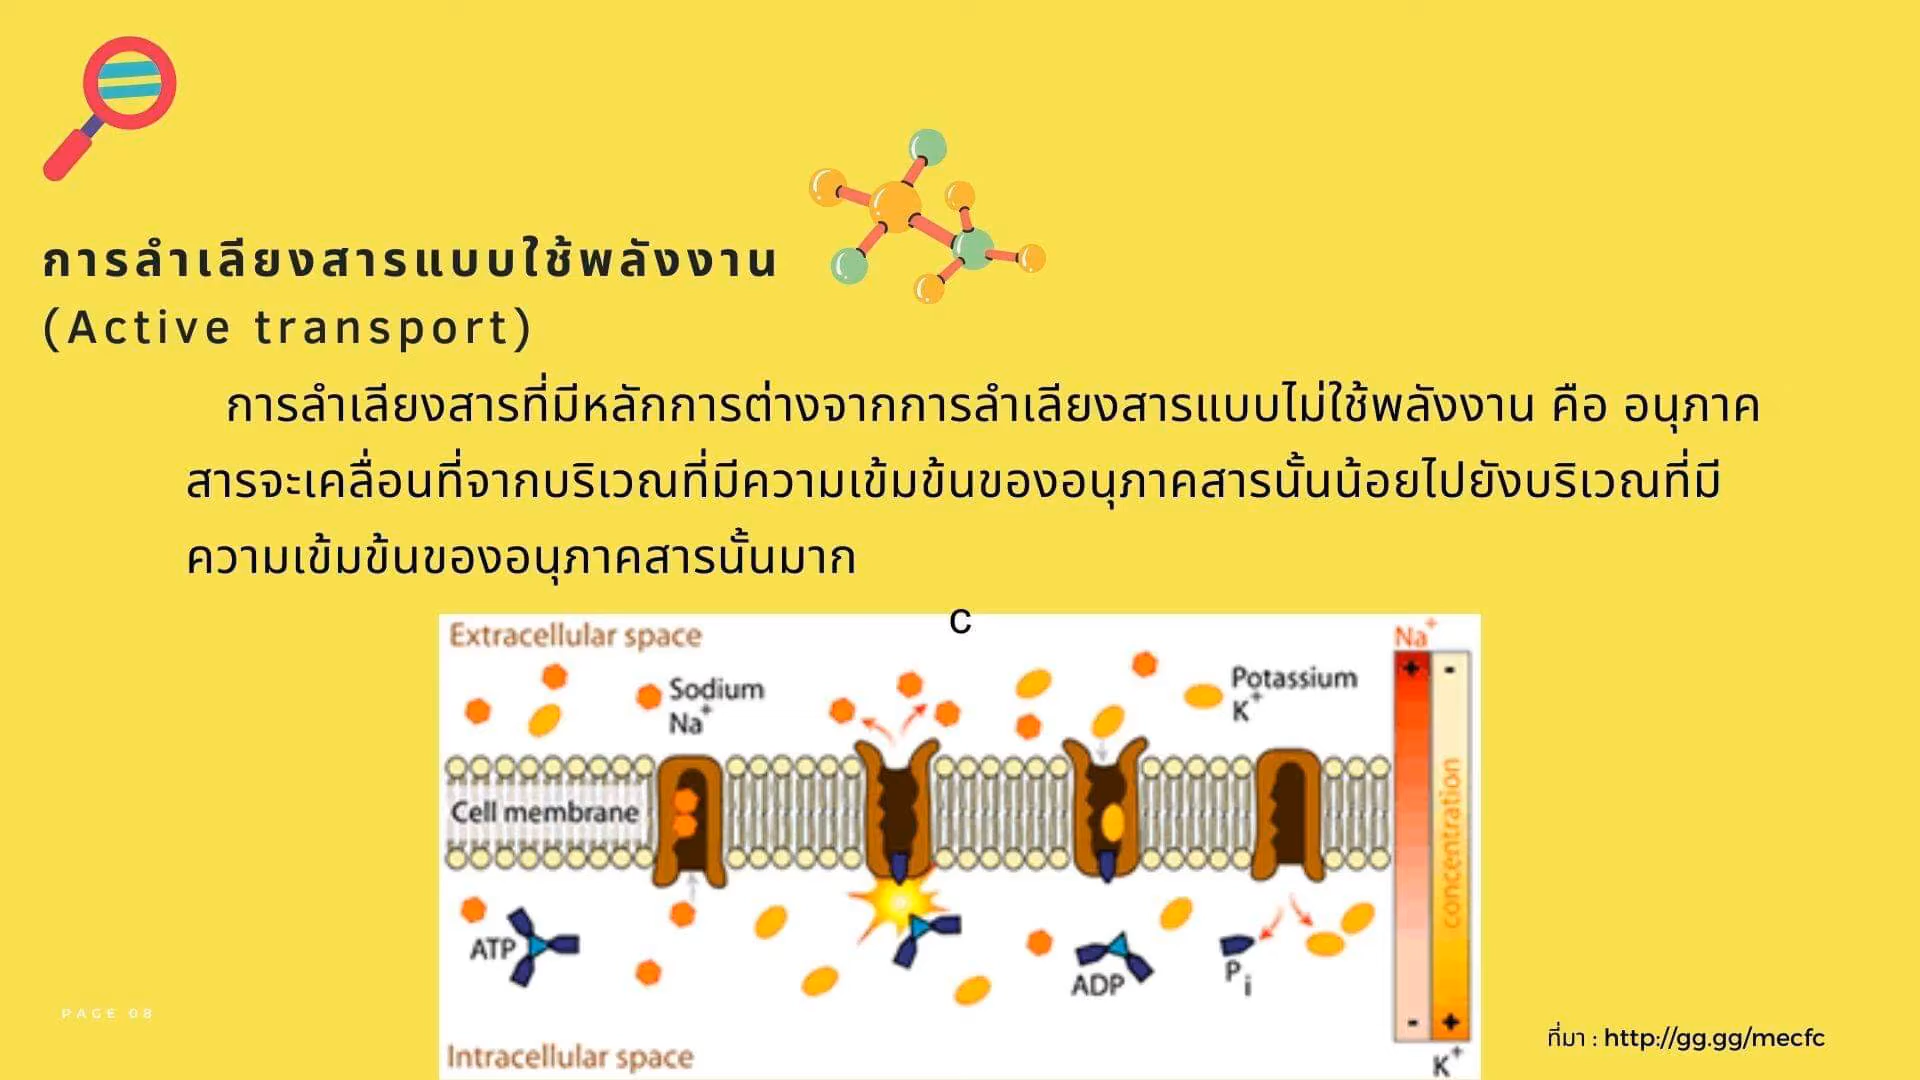 การลำเลียงสารแบบใช้พลังงาน
(Active transport)
การลำเลียงสารที่มีหลักการต่างจากการลำเลียงสารแบบไม่ใช้พลังงาน คือ อนุภาค
สารจะเคลื่อนที่จากบริเวณที่มีความเข้มข้นของอนุภาคสารนั้นน้อยไปยังบริเวณที่มี
ความเข้มข้นของอนุภาคสารนั้นมาก
c
Extracellular space
Na+
+ -
Sodium
Na+
Potassium
K+
Cell membrane
concentration
ATP
ADP
Pi
- +
K+
Intracellular space
PAGE 08
ที่มา : http://gg.gg/mecfc